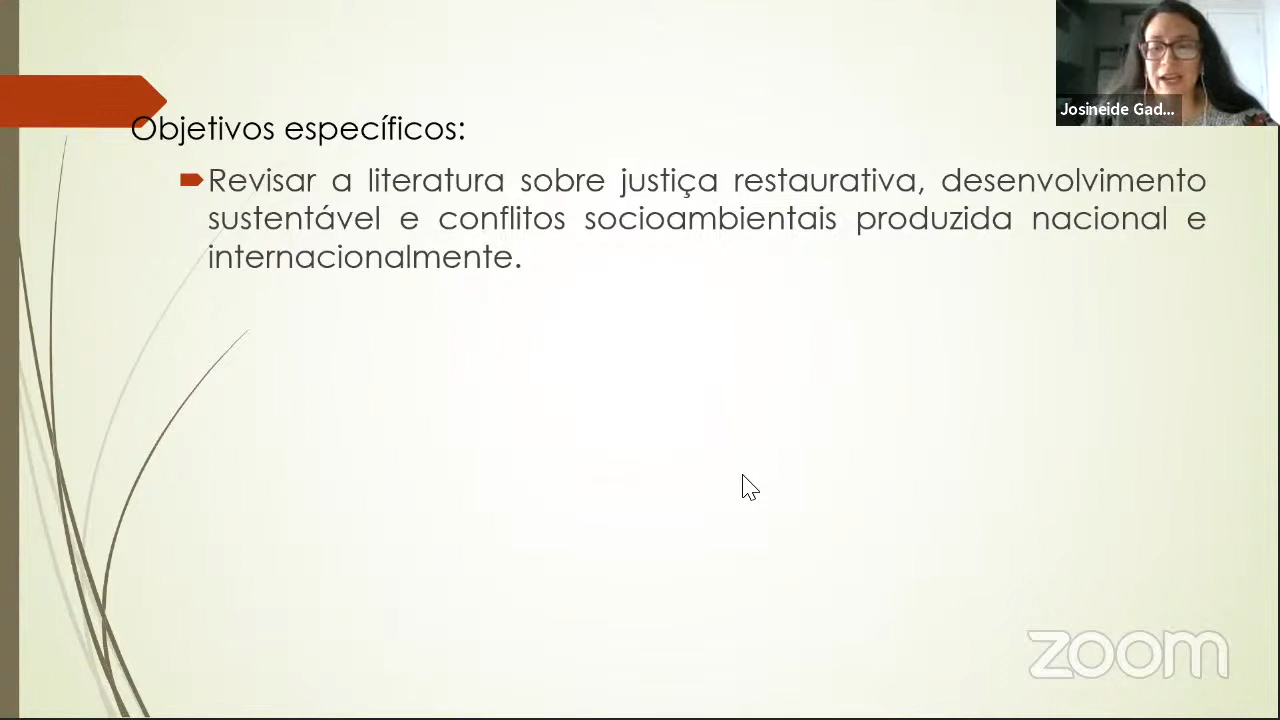 Josineide Gad...
Objetivos específicos:
Revisar a literatura sobre justiça restaurativa, desenvolvimento
sustentável e conflitos socioambientais produzida nacional e
internacionalmente.
zoom